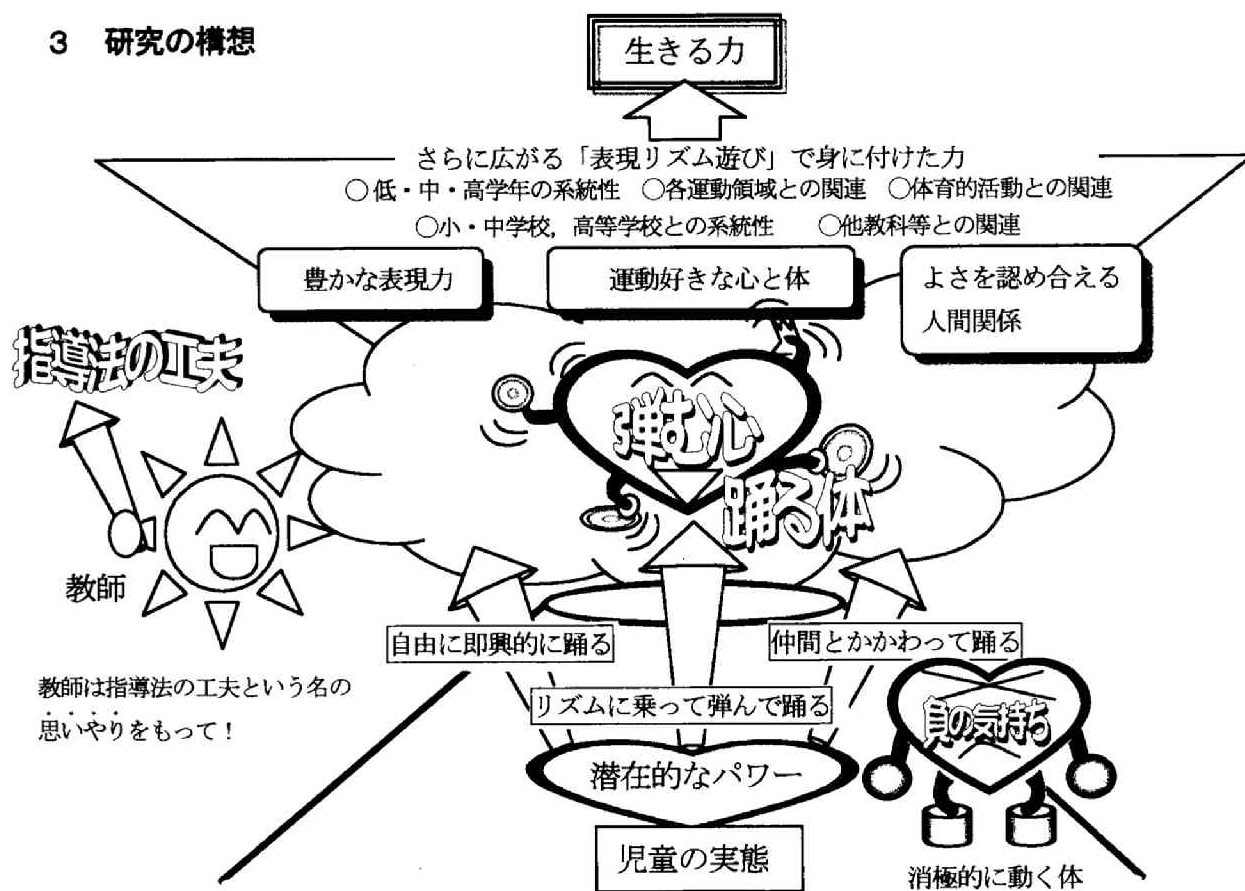 3 研究の構想
生きる力
さらに広がる「表現リズム遊び」で身に付けた力
○低・中・高学年の系統性 ○各運動領域との関連 ○体育的活動との関連
○小・中学校，高等学校との系統性 ○他教科等との関連
豊かな表現力
運動好きな心と体
よさを認め合える
人間関係
指導法の工夫
弾む心
踊る体
教師
自由に即興的に踊る
仲間とかかわって踊る
教師は指導法の工夫という名の
思いやりをもって！
リズムに乗って弾んで踊る
負の気持ち
潜在的なパワー
児童の実態
消極的に動く体